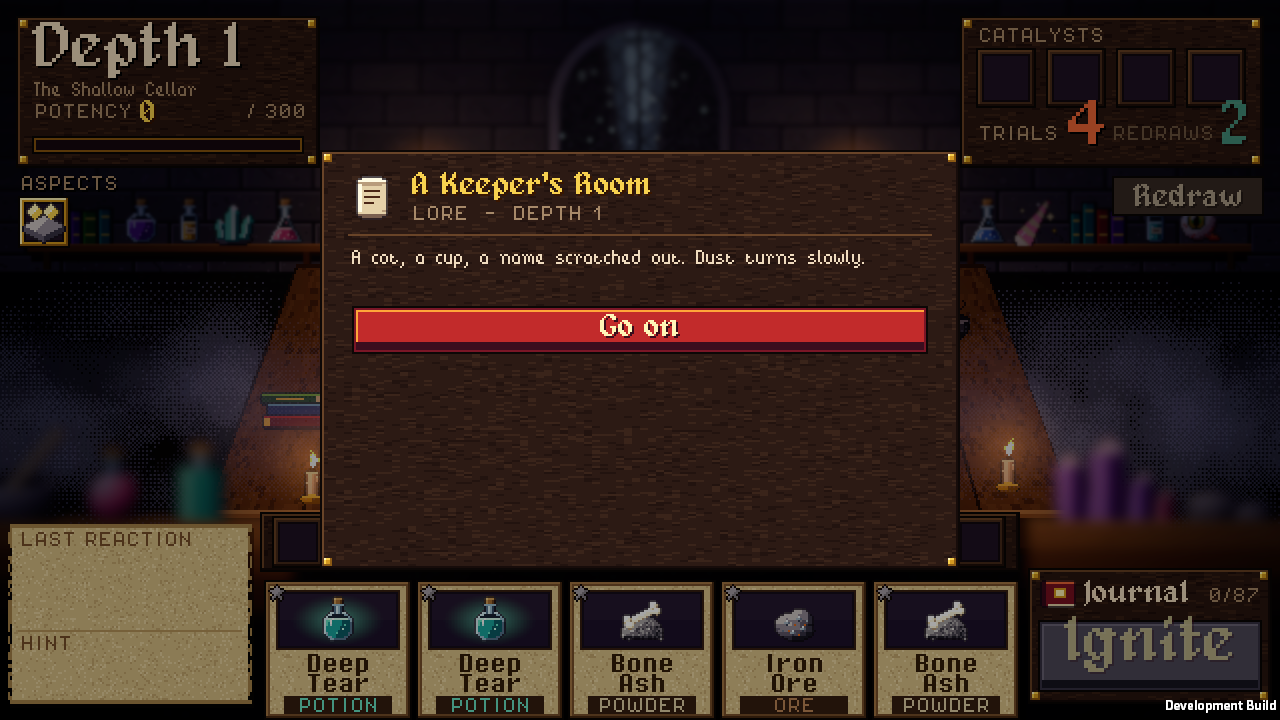 Depth 1
The Shallow Cellar
POTENCY 0 / 300
ASPECTS
CATALYSTS
TRIALS 4 REDRAWS 2
Redraw
A Keeper's Room
LORE - DEPTH 1
A cot, a cup, a name scratched out. Dust turns slowly.
Go on
LAST REACTION
HINT
Deep
Tear
POTION
Deep
Tear
POTION
Bone
Ash
POWDER
Iron
Ore
ORE
Bone
Ash
POWDER
Journal 0/87
Ignite
Development Build